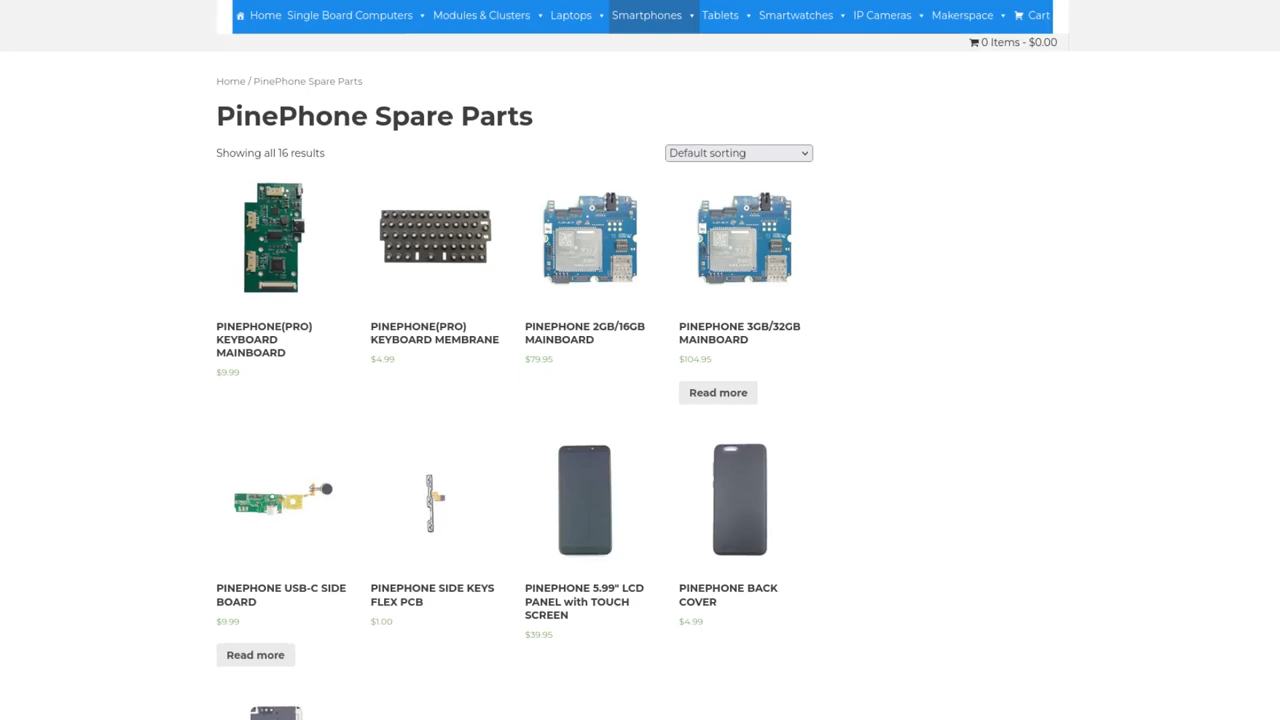 Home Single Board Computers Modules & Clusters Laptops Smartphones Tablets Smartwatches IP Cameras Makerspace Cart
0 Items - $0.00
Home / PinePhone Spare Parts
PinePhone Spare Parts
Showing all 16 results
Default sorting
PINEPHONE(PRO)
KEYBOARD
MAINBOARD
$9.99
PINEPHONE(PRO)
KEYBOARD MEMBRANE
$4.99
PINEPHONE 2GB/16GB
MAINBOARD
$79.95
PINEPHONE 3GB/32GB
MAINBOARD
$104.95
Read more
PINEPHONE USB-C SIDE
BOARD
$9.99
Read more
PINEPHONE SIDE KEYS
FLEX PCB
$1.00
PINEPHONE 5.99" LCD
PANEL with TOUCH
SCREEN
$39.95
PINEPHONE BACK
COVER
$4.99